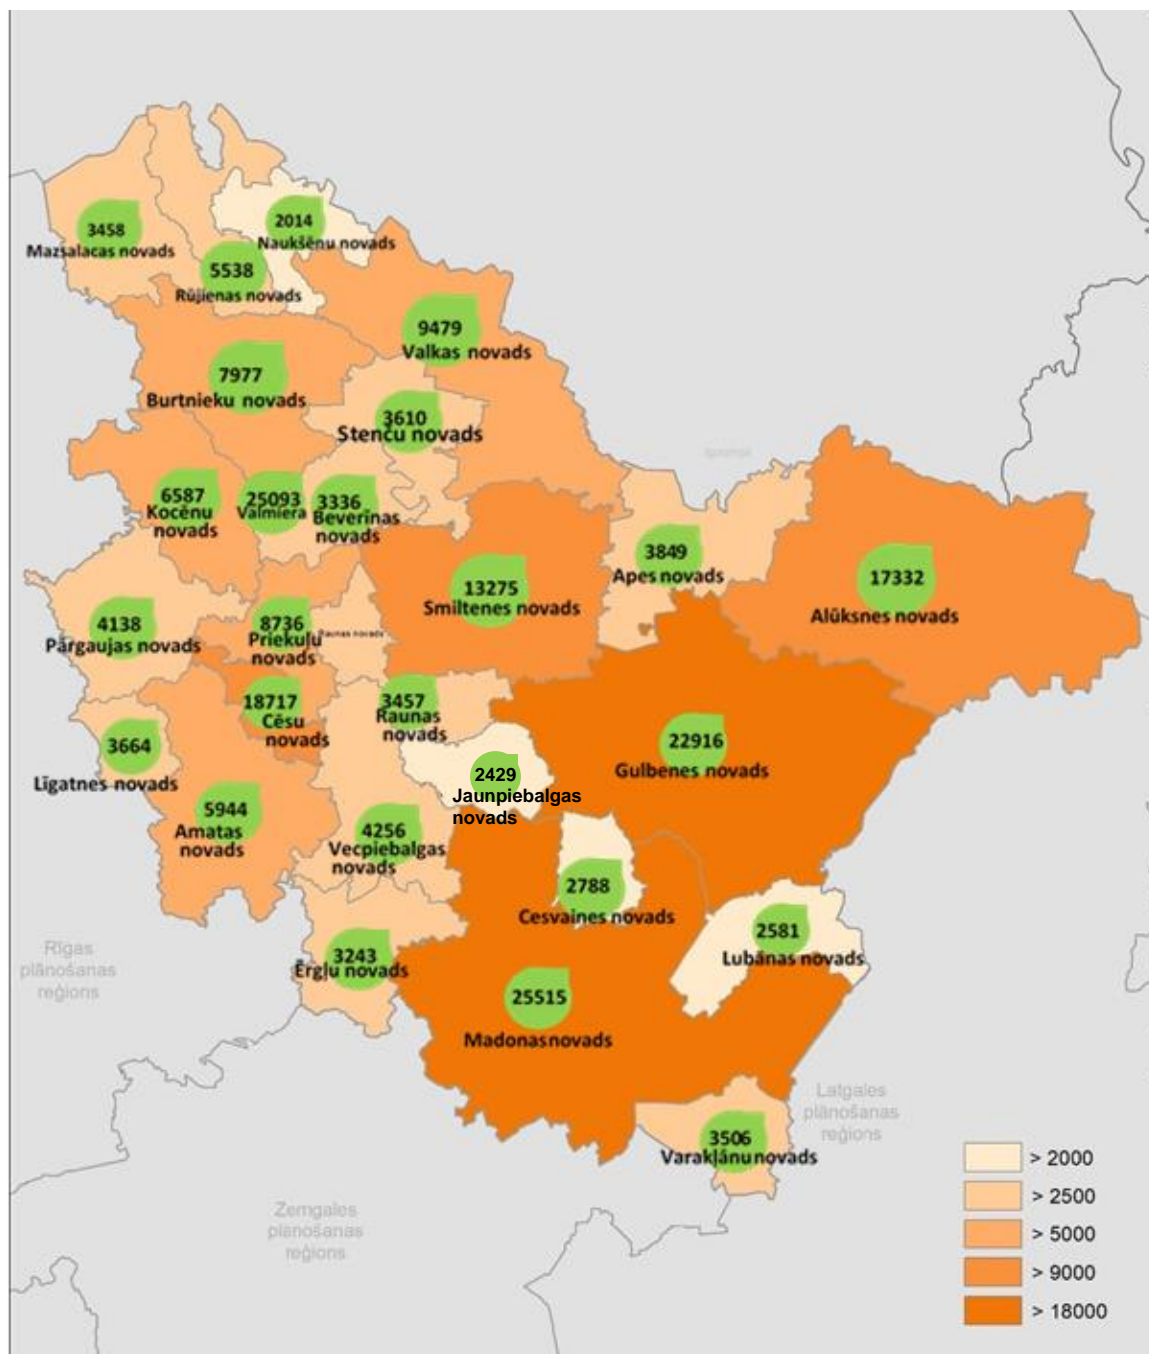 3458
Mazsalacas novads
2014
Naukšēnu novads
5538
Rūjienas novads
9479
Valkas novads
7977
Burtnieku novads
3610
Stenču novads
6587
Kocēnu
novads
25093
Valmiera
3336
Beverīnas
novads
3849
Apes novads
17332
Alūksnes novads
13275
Smiltenes novads
4138
Pārgaujas novads
8736
Priekuļu
novads
Raunas novads
18717
Cēsu
novads
3457
Raunas
novads
3664
Līgatnes novads
22916
Gulbenes novads
2429
Jaunpiebalgas
novads
5944
Amatas
novads
4256
Vecpiebalgas
novads
2788
Cesvaines novads
2581
Lubānas novads
3243
Ērgļu novads
25515
Madonas novads
Rīgas
plānošanas
reģions
Latgales
plānošanas
reģions
3506
Varakļānu novads
Zemgales
plānošanas
reģions
> 2000
> 2500
> 5000
> 9000
> 18000